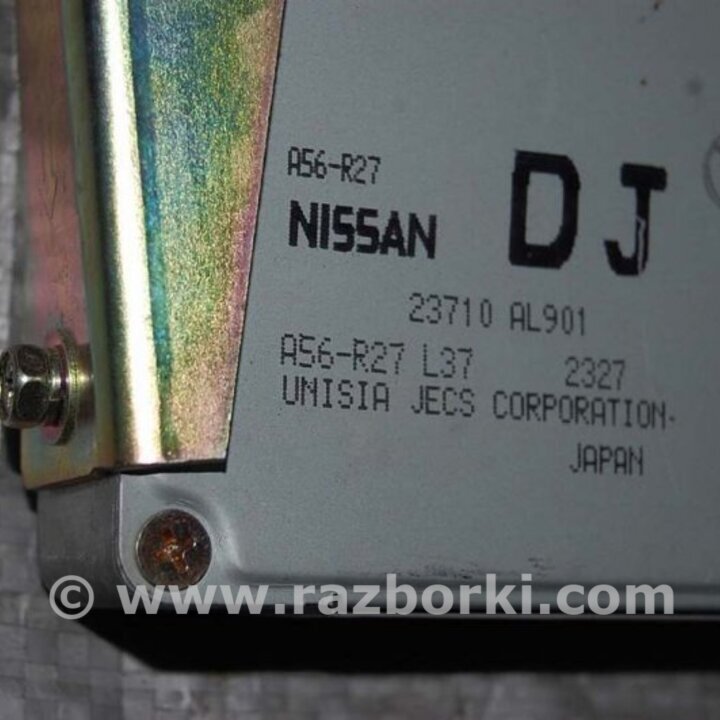 A56-R27
NISSAN DJ
23710 AL901
A56-R27 L37 2327
UNISIA JECS CORPORATION.
JAPAN
© www.razborki.com